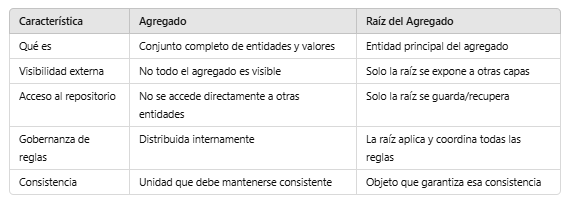 Característica Agregado Raíz del Agregado
Qué es Conjunto completo de entidades y valores Entidad principal del agregado
Visibilidad externa No todo el agregado es visible Solo la raíz se expone a otras capas
Acceso al repositorio No se accede directamente a otras Solo la raíz se guarda/recupera
entidades
Gobernanza de Distribuida internamente La raíz aplica y coordina todas las
reglas reglas
Consistencia Unidad que debe mantenerse consistente Objeto que garantiza esa consistencia